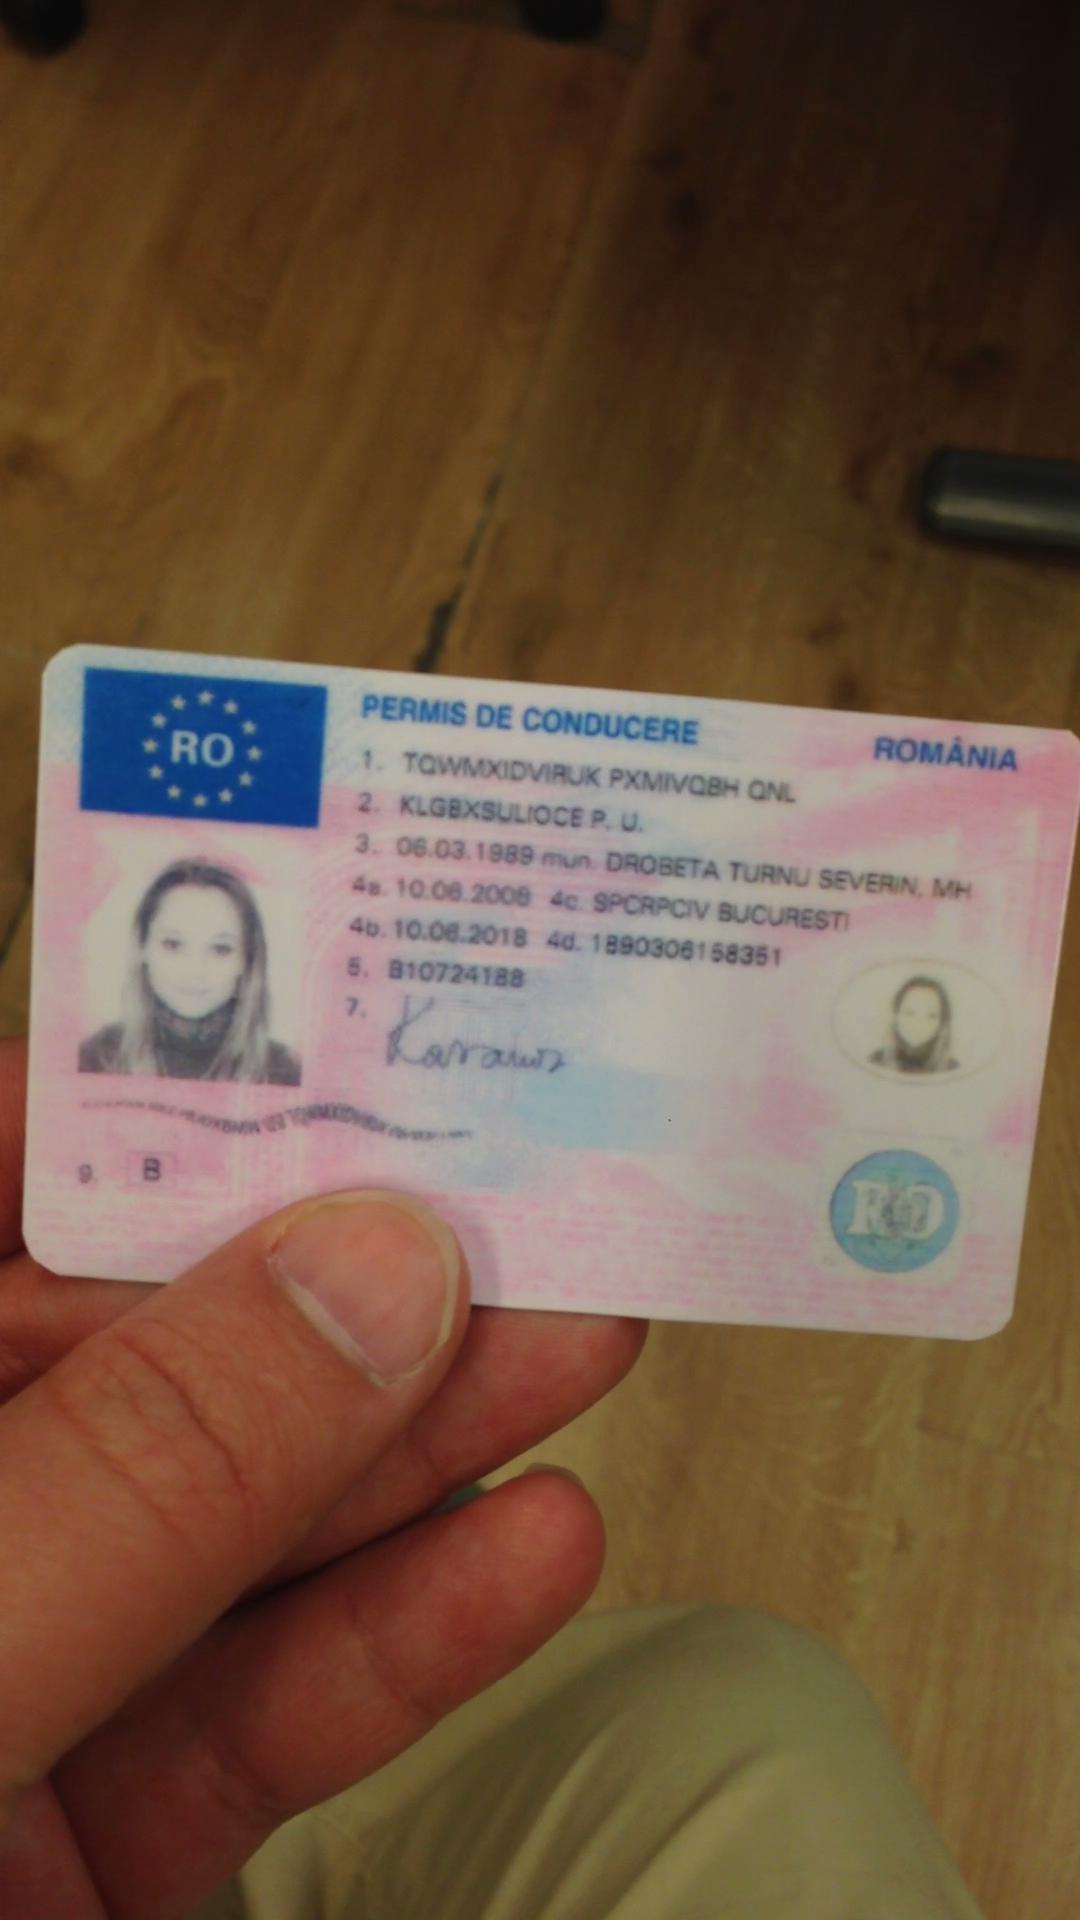 RO
PERMIS DE CONDUCERE
ROMÂNIA
1. TQWMXIDVIRUK PXMIVQBH QNL
2. KLGBXSULIOCE P. U.
3. 06.03.1989 mun. DROBETA TURNU SEVERIN, MH
4a. 10.06.2008 4c. SPCRPCIV BUCURESTI
4b. 10.06.2018 4d. 1890306158351
5. B10724188
7.
9. B
RO